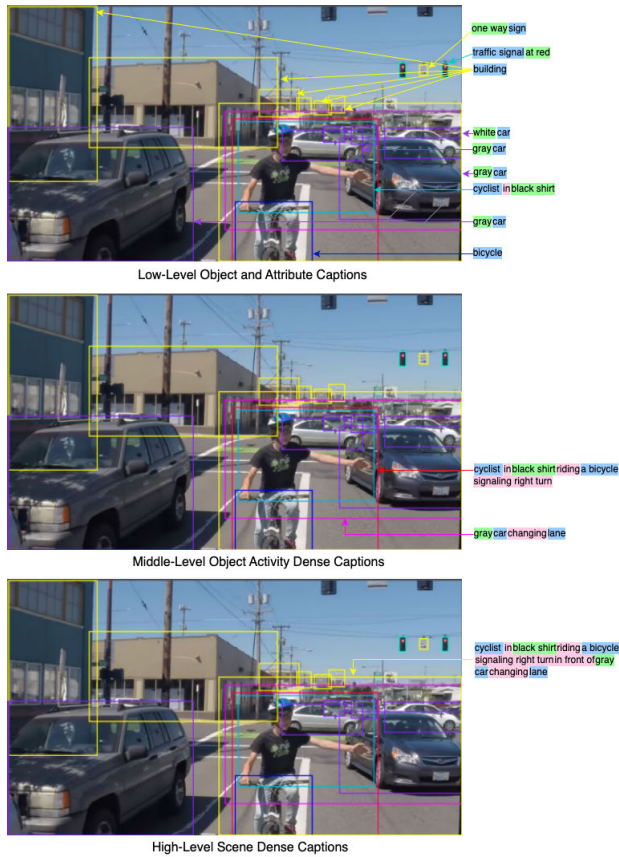 one way sign
traffic signal at red
building
white car
gray car
gray car
cyclist in black shirt
gray car
bicycle
Low-Level Object and Attribute Captions
cyclist in black shirt riding a bicycle
signaling right turn
gray car changing lane
Middle-Level Object Activity Dense Captions
cyclist in black shirt riding a bicycle
signaling right turn in front of gray
car changing lane
High-Level Scene Dense Captions